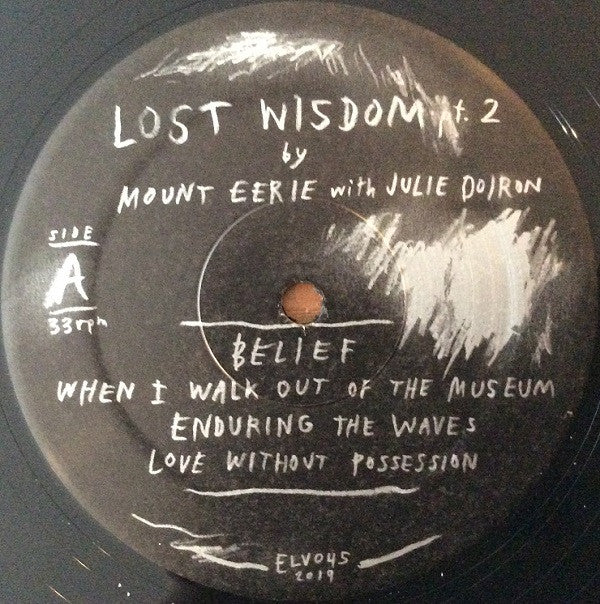 LOST WISDOM pt. 2
by
MOUNT EERIE with JULIE DOIRON
SIDE
A
33rpm
BELIEF
WHEN I WALK OUT OF THE MUSEUM
ENDURING THE WAVES
LOVE WITHOUT POSSESSION
ELV045
2019